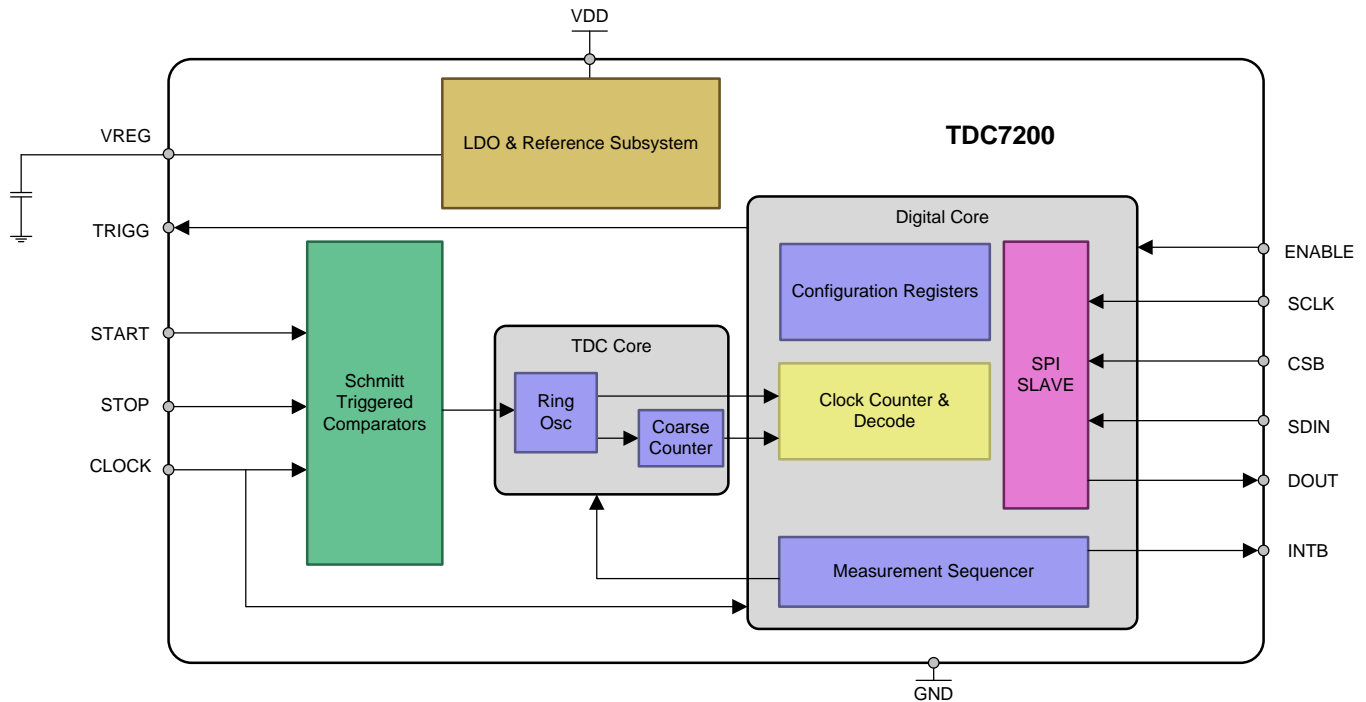 VDD
VREG
LDO & Reference Subsystem
TDC7200
TRIGG
Digital Core
ENABLE
Configuration Registers
SCLK
START
TDC Core
SPI
SLAVE
CSB
Schmitt
Triggered
Comparators
STOP
Ring
Osc
Coarse
Counter
Clock Counter &
Decode
SDIN
CLOCK
DOUT
INTB
Measurement Sequencer
GND